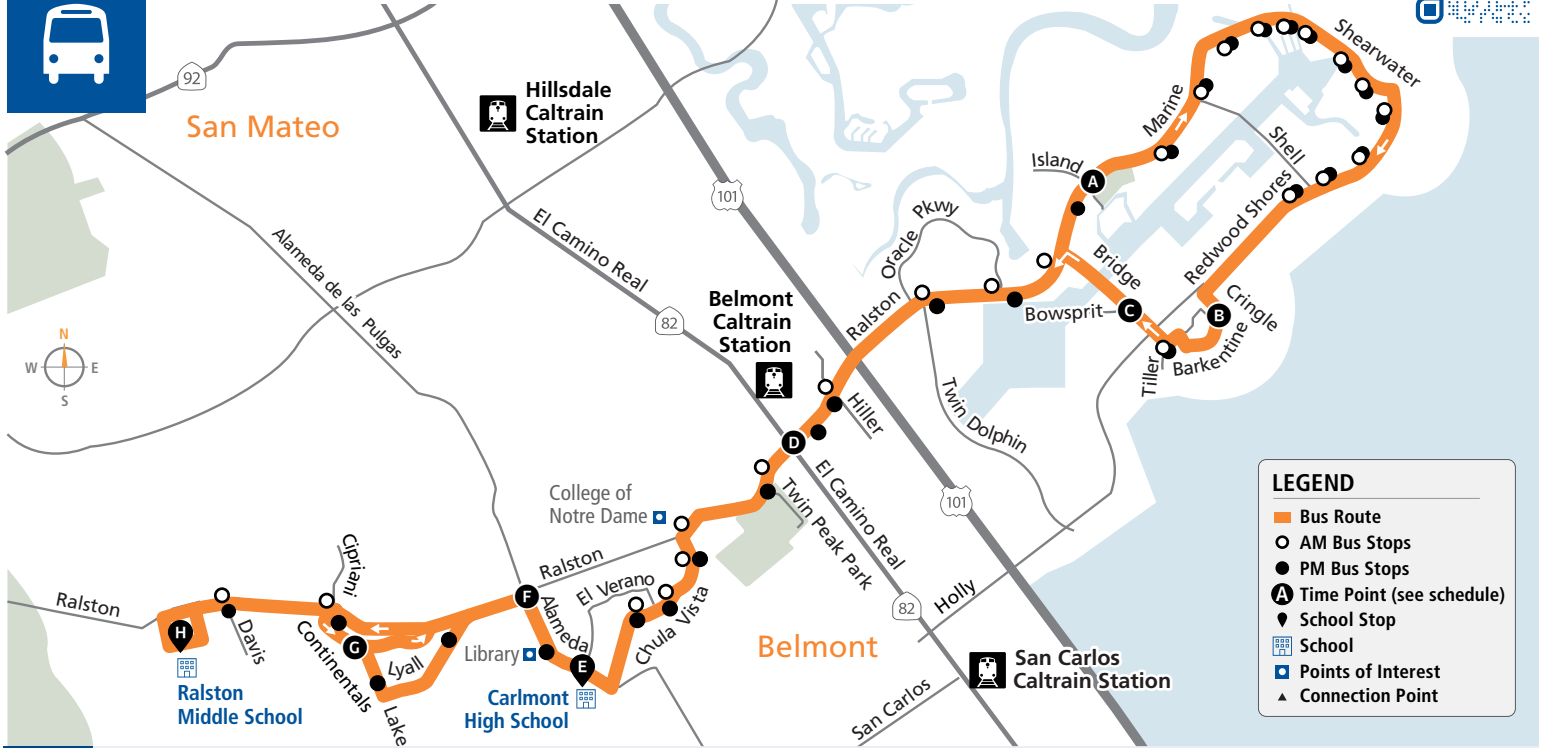 92
San Mateo
Hillsdale
Caltrain
Station
101
El Camino Real
82
Alameda de las Pulgas
N
W
E
S
Belmont
Caltrain
Station
Marine
Shearwater
Shell
Island
A
Redwood Shores
Oracle Pkwy
Bridge
Bowsprit
C
B
Cringle
Barkentine
Tiller
Ralston
Twin Dolphin
Hiller
D
El Camino Real
Twin Peak Park
101
82
Holly
San Carlos
San Carlos
Caltrain Station
Belmont
College of
Notre Dame
Ralston
El Verano
Chula Vista
F
Alameda
Library
E
Carlmont
High School
Cipriani
Ralston
H
Davis
Continentals
G
Lyall
Lake
Ralston
Middle School
LEGEND
Bus Route
AM Bus Stops
PM Bus Stops
A Time Point (see schedule)
School Stop
School
Points of Interest
Connection Point